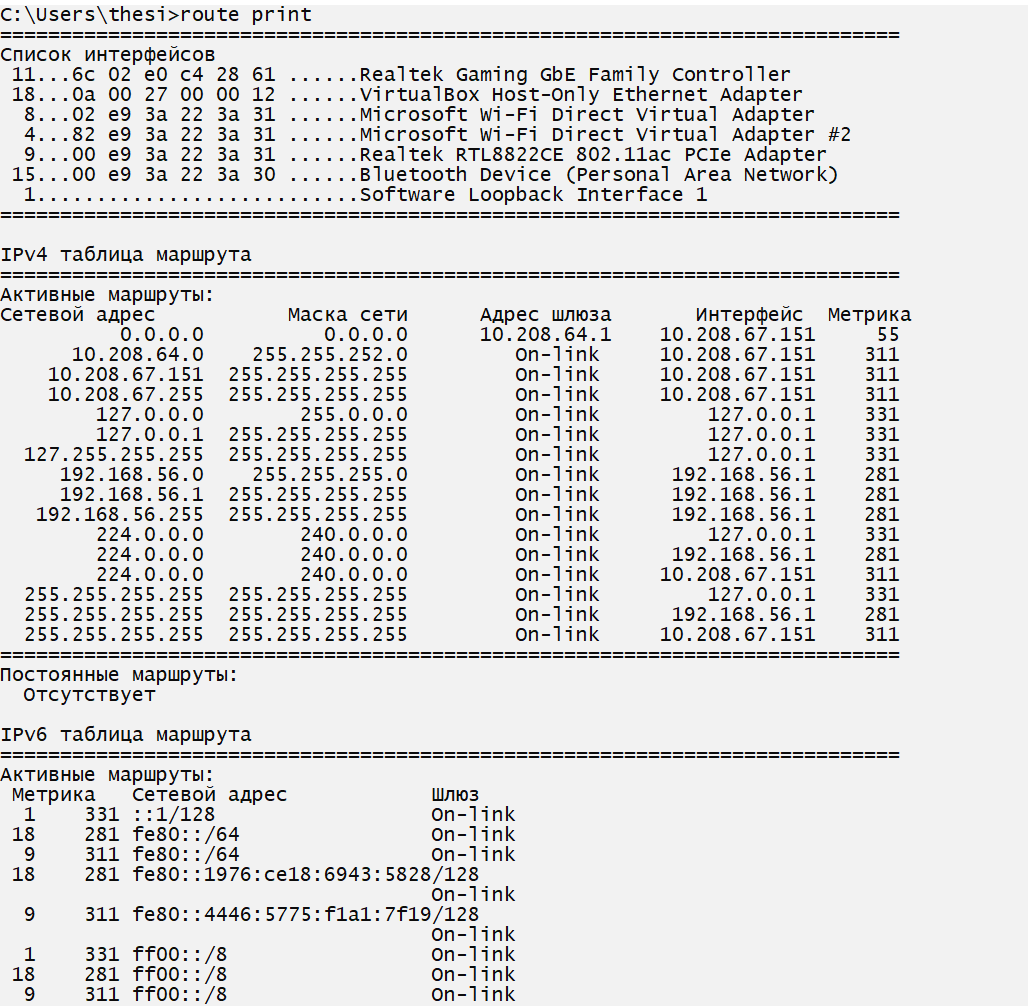 C:\Users\thesi>route print
===========================================================================
Список интерфейсов
 11...6c 02 e0 c4 28 61 ......Realtek Gaming GbE Family Controller
 18...0a 00 27 00 00 12 ......VirtualBox Host-Only Ethernet Adapter
  8...02 e9 3a 22 3a 31 ......Microsoft Wi-Fi Direct Virtual Adapter
  4...82 e9 3a 22 3a 31 ......Microsoft Wi-Fi Direct Virtual Adapter #2
  9...00 e9 3a 22 3a 31 ......Realtek RTL8822CE 802.11ac PCIe Adapter
 15...00 e9 3a 22 3a 30 ......Bluetooth Device (Personal Area Network)
  1...........................Software Loopback Interface 1
===========================================================================
IPv4 таблица маршрута
===========================================================================
Активные маршруты:
Сетевой адрес           Маска сети      Адрес шлюза       Интерфейс  Метрика
          0.0.0.0          0.0.0.0      10.208.64.1    10.208.67.151     55
      10.208.64.0    255.255.252.0         On-link     10.208.67.151    311
    10.208.67.151  255.255.255.255         On-link     10.208.67.151    311
    10.208.67.255  255.255.255.255         On-link     10.208.67.151    311
        127.0.0.0        255.0.0.0         On-link         127.0.0.1    331
        127.0.0.1  255.255.255.255         On-link         127.0.0.1    331
  127.255.255.255  255.255.255.255         On-link         127.0.0.1    331
     192.168.56.0    255.255.255.0         On-link      192.168.56.1    281
     192.168.56.1  255.255.255.255         On-link      192.168.56.1    281
   192.168.56.255  255.255.255.255         On-link      192.168.56.1    281
        224.0.0.0        240.0.0.0         On-link         127.0.0.1    331
        224.0.0.0        240.0.0.0         On-link      192.168.56.1    281
        224.0.0.0        240.0.0.0         On-link     10.208.67.151    311
  255.255.255.255  255.255.255.255         On-link         127.0.0.1    331
  255.255.255.255  255.255.255.255         On-link      192.168.56.1    281
  255.255.255.255  255.255.255.255         On-link     10.208.67.151    311
===========================================================================
Постоянные маршруты:
  Отсутствует
IPv6 таблица маршрута
===========================================================================
Активные маршруты:
 Метрика   Сетевой адрес            Шлюз
  1    331 ::1/128                  On-link
 18    281 fe80::/64                On-link
  9    311 fe80::/64                On-link
 18    281 fe80::1976:ce18:6943:5828/128
                                    On-link
  9    311 fe80::4446:5775:f1a1:7f19/128
                                    On-link
  1    331 ff00::/8                 On-link
 18    281 ff00::/8                 On-link
  9    311 ff00::/8                 On-link